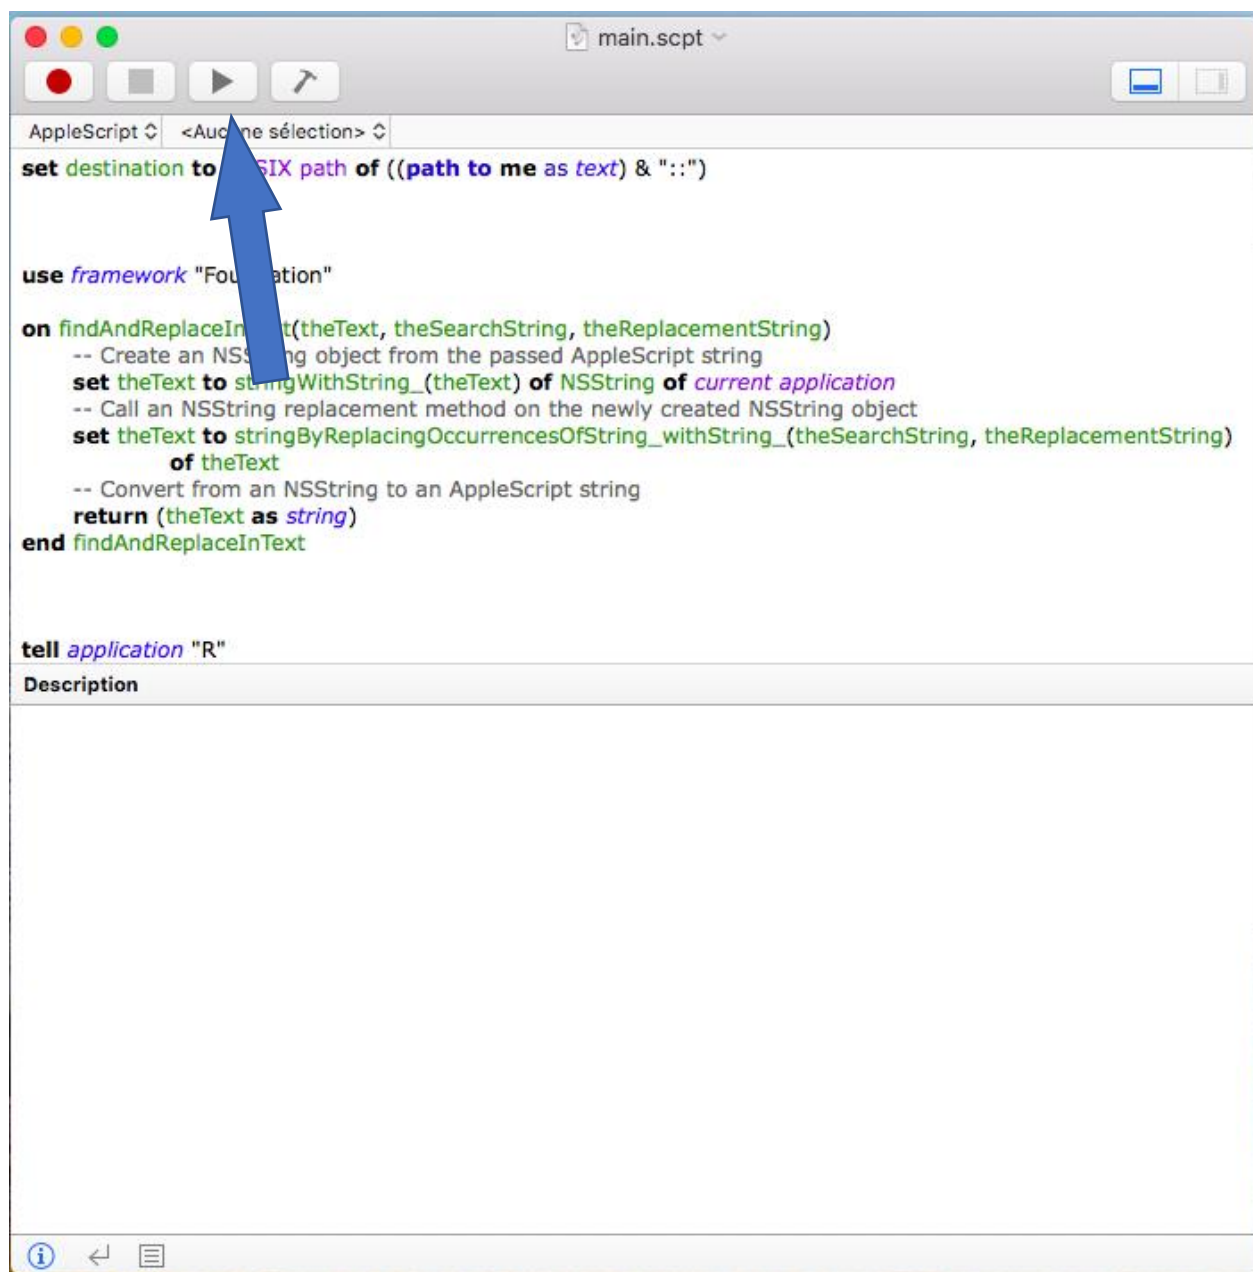 main.scpt
AppleScript <Auc ne sélection>
set destination to SIX path of ((path to me as text) & "::")
use framework "Fou ation"
on findAndReplaceIn t(theText, theSearchString, theReplacementString)
-- Create an NSS ng object from the passed AppleScript string
set theText to stringWithString_(theText) of NSString of current application
-- Call an NSString replacement method on the newly created NSString object
set theText to stringByReplacingOccurrencesOfString_withString_(theSearchString, theReplacementString)
of theText
-- Convert from an NSString to an AppleScript string
return (theText as string)
end findAndReplaceInText
tell application "R"
Description